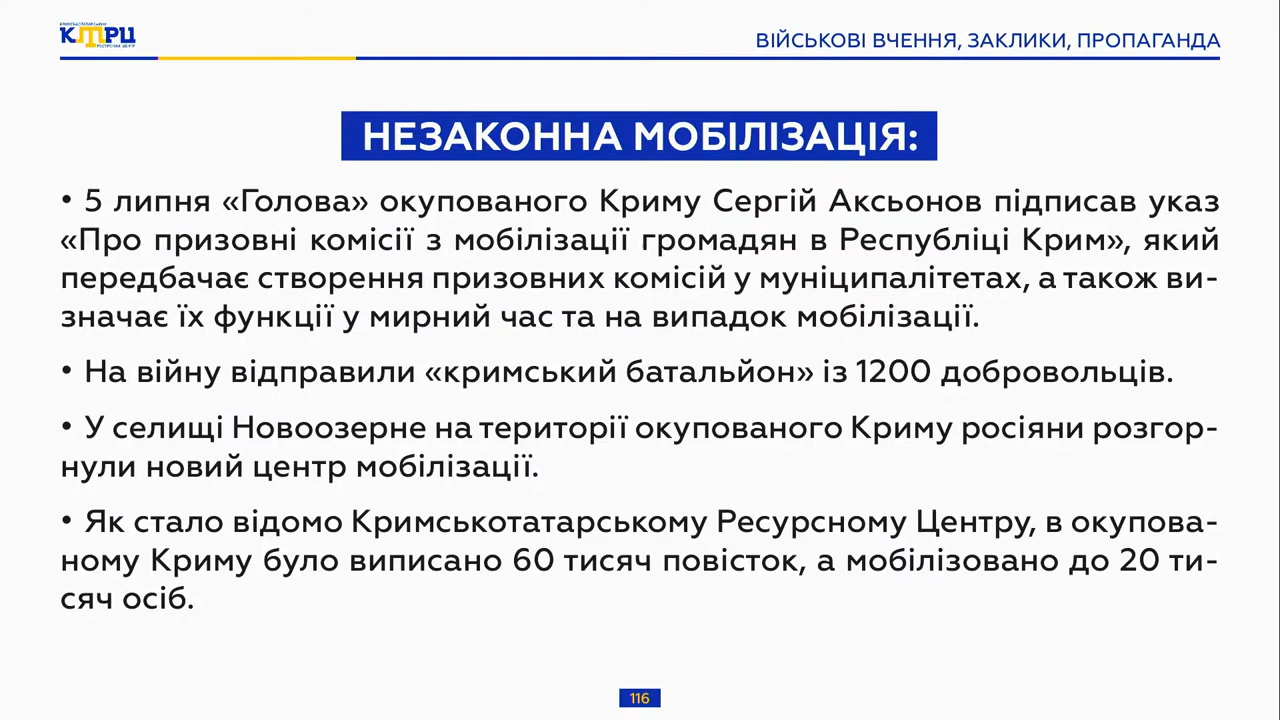 КРИМСЬКОТАТАРСЬКИЙ
КТРЦ
РЕСУРСНИЙ ЦЕНТР
ВІЙСЬКОВІ ВЧЕННЯ, ЗАКЛИКИ, ПРОПАГАНДА
НЕЗАКОННА МОБІЛІЗАЦІЯ:
• 5 липня «Голова» окупованого Криму Сергій Аксьонов підписав указ
«Про призовні комісії з мобілізації громадян в Республіці Крим», який
передбачає створення призовних комісій у муніципалітетах, а також ви-
значає їх функції у мирний час та на випадок мобілізації.
• На війну відправили «кримський батальйон» із 1200 добровольців.
• У селищі Новоозерне на території окупованого Криму росіяни розгор-
нули новий центр мобілізації.
• Як стало відомо Кримськотатарському Ресурсному Центру, в окупова-
ному Криму було виписано 60 тисяч повісток, а мобілізовано до 20 ти-
сяч осіб.
116